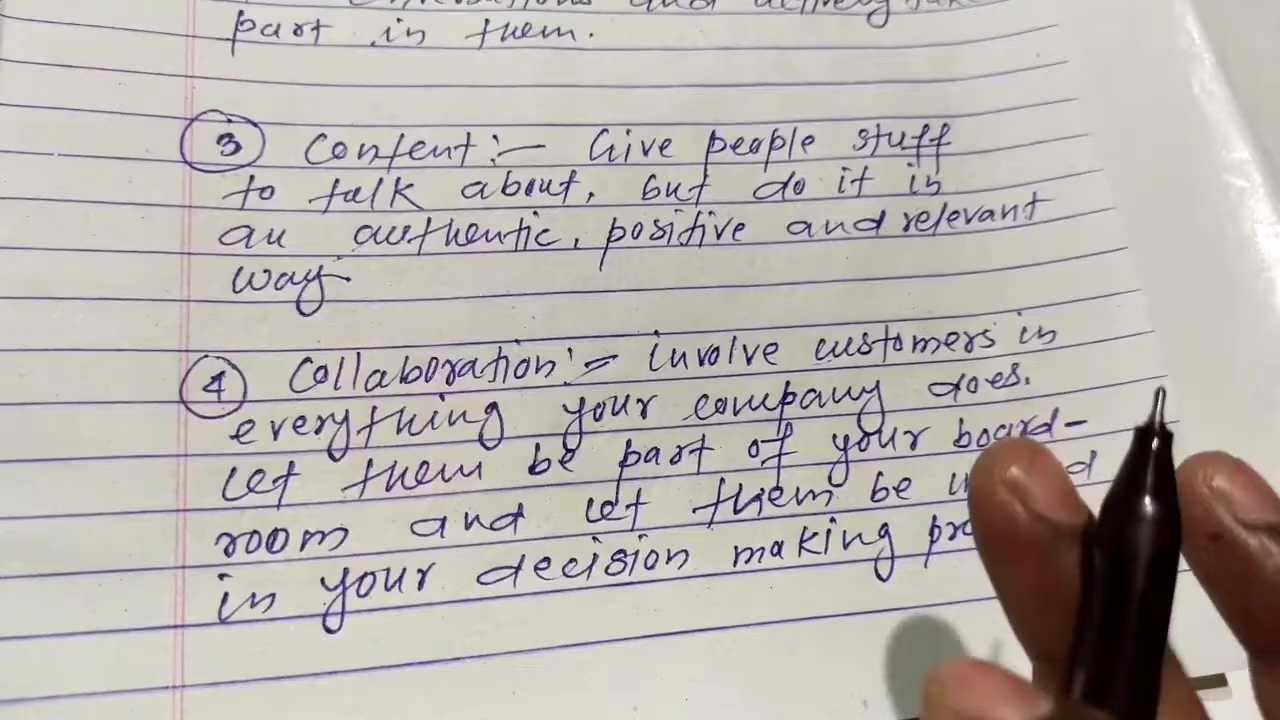 and actively
part in them.
3 Content:- Give people stuff
to talk about, but do it in
an authentic, positive and relevant
way.
4 Collaboration:- involve customers in
everything your company does.
Let them be part of your board-
room and let them be
in your decision making